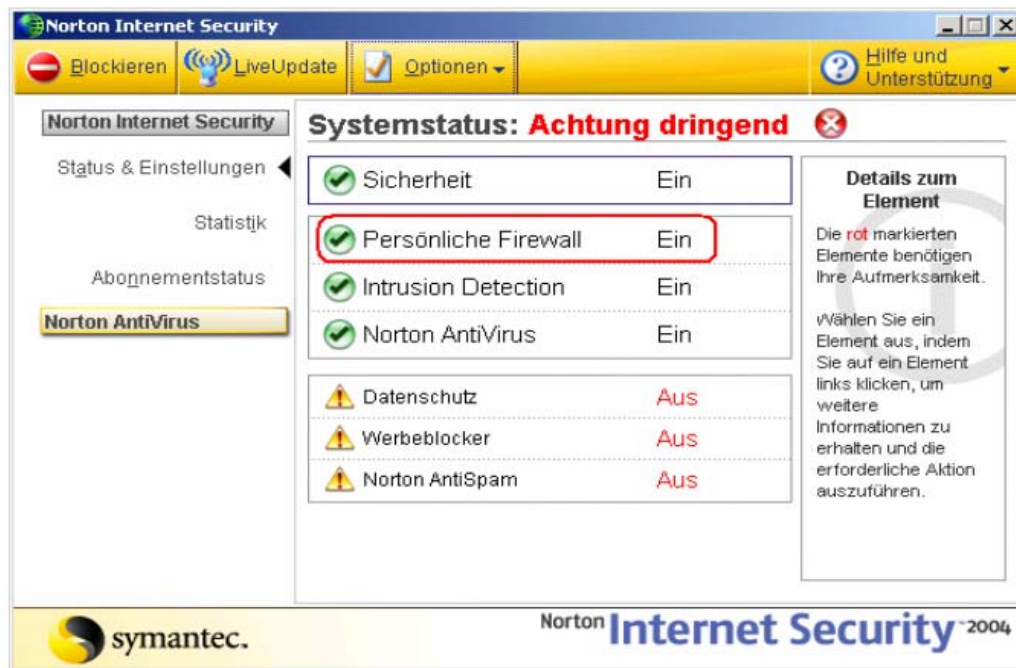 Norton Internet Security
Blockieren
LiveUpdate
Optionen
Hilfe und
Unterstützung
Norton Internet Security
Status & Einstellungen
Statistik
Abonnementstatus
Norton AntiVirus
Systemstatus: Achtung dringend
Sicherheit Ein
Persönliche Firewall Ein
Intrusion Detection Ein
Norton AntiVirus Ein
Datenschutz Aus
Werbeblocker Aus
Norton AntiSpam Aus
Details zum
Element
Die rot markierten
Elemente benötigen
Ihre Aufmerksamkeit.
Wählen Sie ein
Element aus, indem
Sie auf ein Element
links klicken, um
weitere
Informationen zu
erhalten und die
erforderliche Aktion
auszuführen.
symantec.
Norton Internet Security 2004